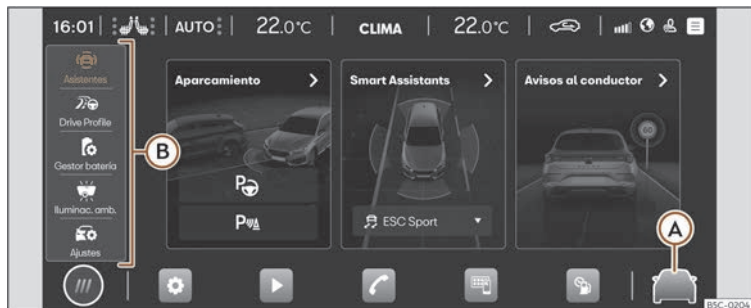 16:01 AUTO 22.0°C CLIMA 22.0°C
Asistentes
Drive Profile
Gestor batería
Iluminac. amb.
Ajustes
B
Aparcamiento
P
P
Smart Assistants
ESC Sport
Avisos al conductor
60
A
B5C-0204